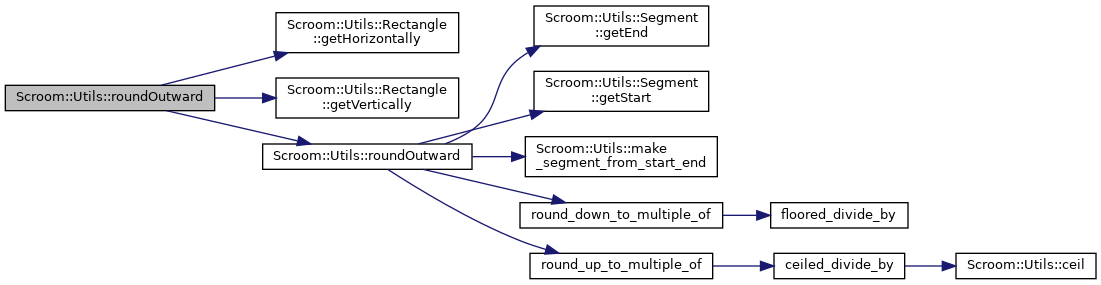 Scroom::Utils::roundOutward
Scroom::Utils::Rectangle
::getHorizontally
Scroom::Utils::Rectangle
::getVertically
Scroom::Utils::roundOutward
Scroom::Utils::Segment
::getEnd
Scroom::Utils::Segment
::getStart
Scroom::Utils::make
_segment_from_start_end
round_down_to_multiple_of
floored_divide_by
round_up_to_multiple_of
ceiled_divide_by
Scroom::Utils::ceil